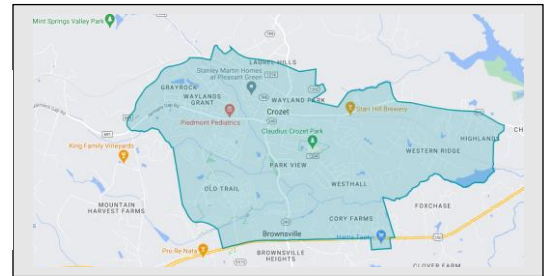 Mint Springs Valley Park
LAUREL HILLS
Stanley Martin Homes
at Pleasant Green
GRAYROCK
WAYLANDS
GRANT
WAYLAND PARK
Starr Hill Brewery
Piedmont Pediatrics
Crozet
Claudius Crozet Park
HIGHLAND
King Family Vineyards
WESTERN RIDGE
PARK VIEW
OLD TRAIL
WESTHALL
MOUNTAIN
HARVEST FARMS
FOXCHASE
CORY FARMS
Brownsville
Harris Teeter
Pro Re Nata
BROWNSVILLE
HEIGHTS
CLOVER FARM